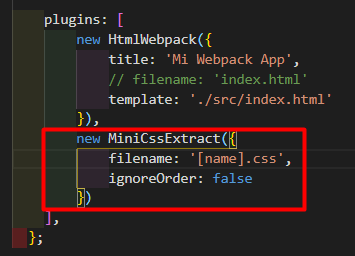 plugins: [
new HtmlWebpack({
title: 'Mi Webpack App',
// filename: 'index.html'
template: './src/index.html'
}),
new MiniCssExtract({
filename: '[name].css',
ignoreOrder: false
})
],
};